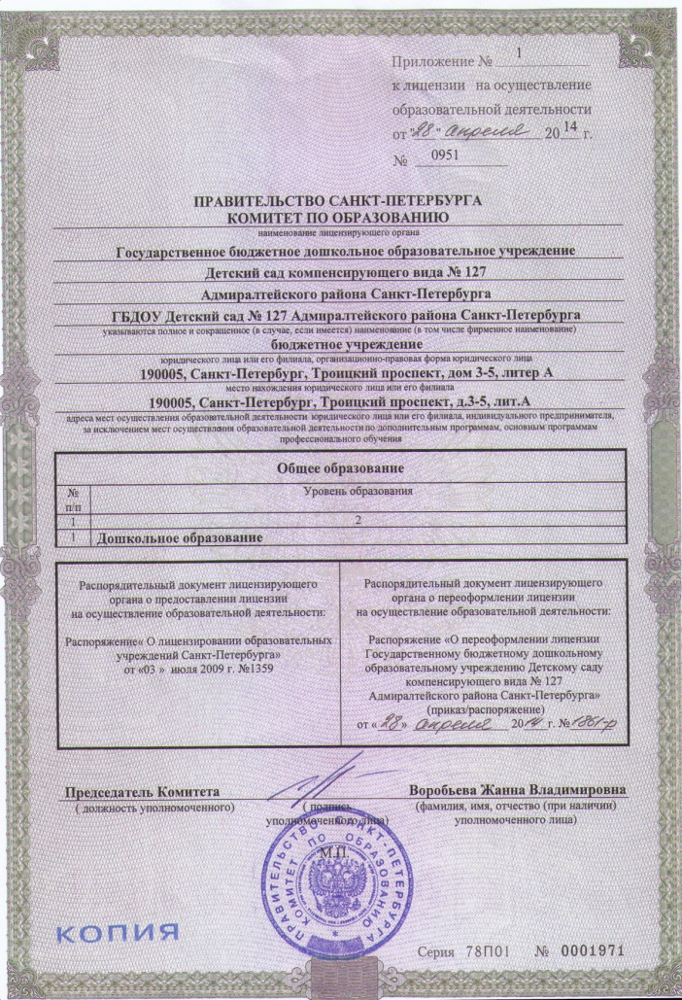 Приложение № 1
к лицензии на осуществление
образовательной деятельности
от "28" апреля 2014 г.
№ 0951
ПРАВИТЕЛЬСТВО САНКТ-ПЕТЕРБУРГА
КОМИТЕТ ПО ОБРАЗОВАНИЮ
наименование лицензирующего органа
Государственное бюджетное дошкольное образовательное учреждение
Детский сад компенсирующего вида № 127
Адмиралтейского района Санкт-Петербурга
ГБДОУ Детский сад № 127 Адмиралтейского района Санкт-Петербурга
указываются полное и сокращенное (в случае, если имеется) наименование (в том числе фирменное наименование)
бюджетное учреждение
юридического лица или его филиала, организационно-правовая форма юридического лица
190005, Санкт-Петербург, Троицкий проспект, дом 3-5, литер А
место нахождения юридического лица или его филиала
190005, Санкт-Петербург, Троицкий проспект, д.3-5, лит.А
адреса мест осуществления образовательной деятельности юридического лица или его филиала, индивидуального предпринимателя,
за исключением мест осуществления образовательной деятельности по дополнительным программам, основным программам
профессионального обучения
Общее образование
№ п/п
Уровень образования
1
2
1
Дошкольное образование
Распорядительный документ лицензирующего
органа о предоставлении лицензии
на осуществление образовательной деятельности:
Распоряжение« О лицензировании образовательных
учреждений Санкт-Петербурга»
от «03 » июля 2009 г. №1359
Распорядительный документ лицензирующего
органа о переоформлении лицензии
на осуществление образовательной деятельности:
Распоряжение «О переоформлении лицензии
Государственному бюджетному дошкольному
образовательному учреждению Детскому саду
компенсирующего вида № 127
Адмиралтейского района Санкт-Петербурга»
(приказ/распоряжение)
от « 28» апреля 2014 г. № 1861-р
Председатель Комитета
( должность уполномоченного)
( подпись
уполномоченного лица)
Воробьева Жанна Владимировна
(фамилия, имя, отчество (при наличии)
уполномоченного лица)
М.П.
ПРАВИТЕЛЬСТВО САНКТ-ПЕТЕРБУРГА
КОМИТЕТ ПО ОБРАЗОВАНИЮ
КОПИЯ
Серия 78П01 № 0001971